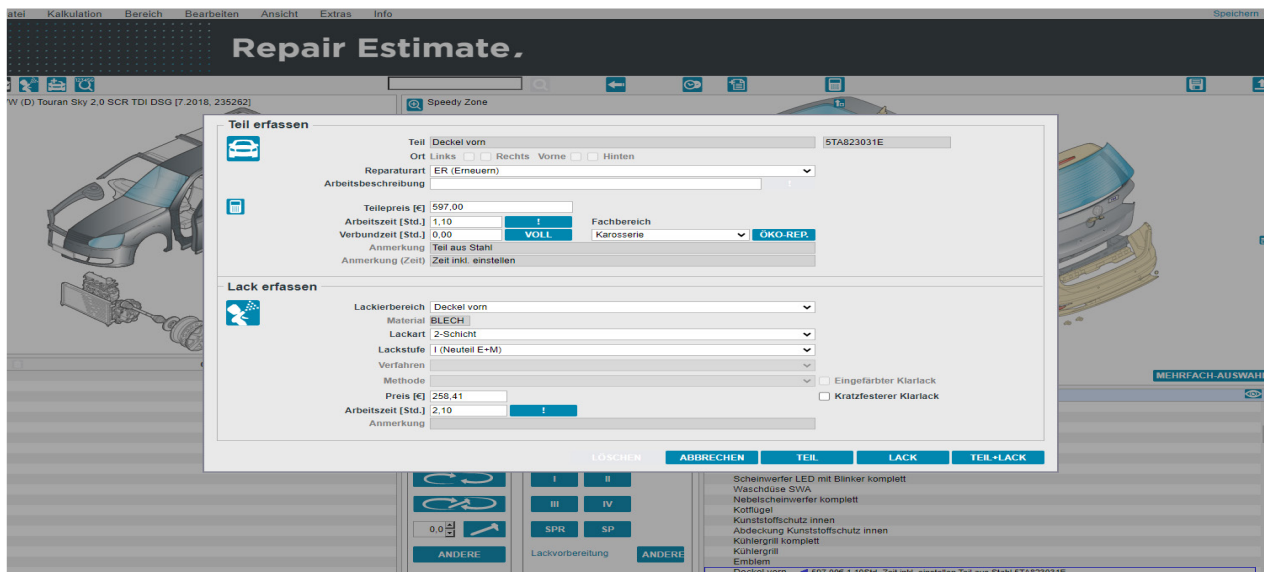 Kalkulation Bereich Bearbeiten Ansicht Extras Info Speichern
Repair Estimate.
(D) Touran Sky 2,0 SCR TDI DSG [7.2018, 235262]
Speedy Zone
Teil erfassen
Teil Deckel vorn 5TA823031E
Ort Links Rechts Vorne Hinten
Reparaturart ER (Erneuern)
Arbeitsbeschreibung
Teilepreis [€] 597,00
Arbeitszeit [Std.] 1,10 ! Fachbereich
Verbundzeit [Std.] 0,00 VOLL Karosserie ÖKO-REP.
Anmerkung Teil aus Stahl
Anmerkung (Zeit) Zeit inkl. einstellen
Lack erfassen
Lackierbereich Deckel vorn
Material BLECH
Lackart 2-Schicht
Lackstufe I (Neuteil E+M)
Verfahren
Methode Eingefärbter Klarlack
Preis [€] 258,41 Kratzfesterer Klarlack
Arbeitszeit [Std.] 2,10 !
Anmerkung
LÖSCHEN ABBRECHEN TEIL LACK TEIL+LACK
MEHRFACH-AUSWAHL
I II
III IV
0,0 SPR SP
ANDERE Lackvorbereitung ANDERE
Scheinwerfer LED mit Blinker komplett
Waschdüse SWA
Nebelscheinwerfer komplett
Kotflügel
Kunststoffschutz innen
Abdeckung Kunststoffschutz innen
Kühlergrill komplett
Kühlergrill
Emblem
Deckel vorn